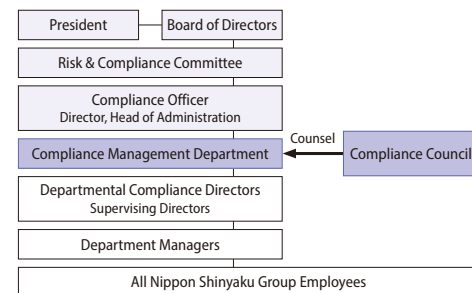 President
Board of Directors
Risk & Compliance Committee
Compliance Officer
Director, Head of Administration
Counsel
Compliance Management Department
Compliance Council
Departmental Compliance Directors
Supervising Directors
Department Managers
All Nippon Shinyaku Group Employees